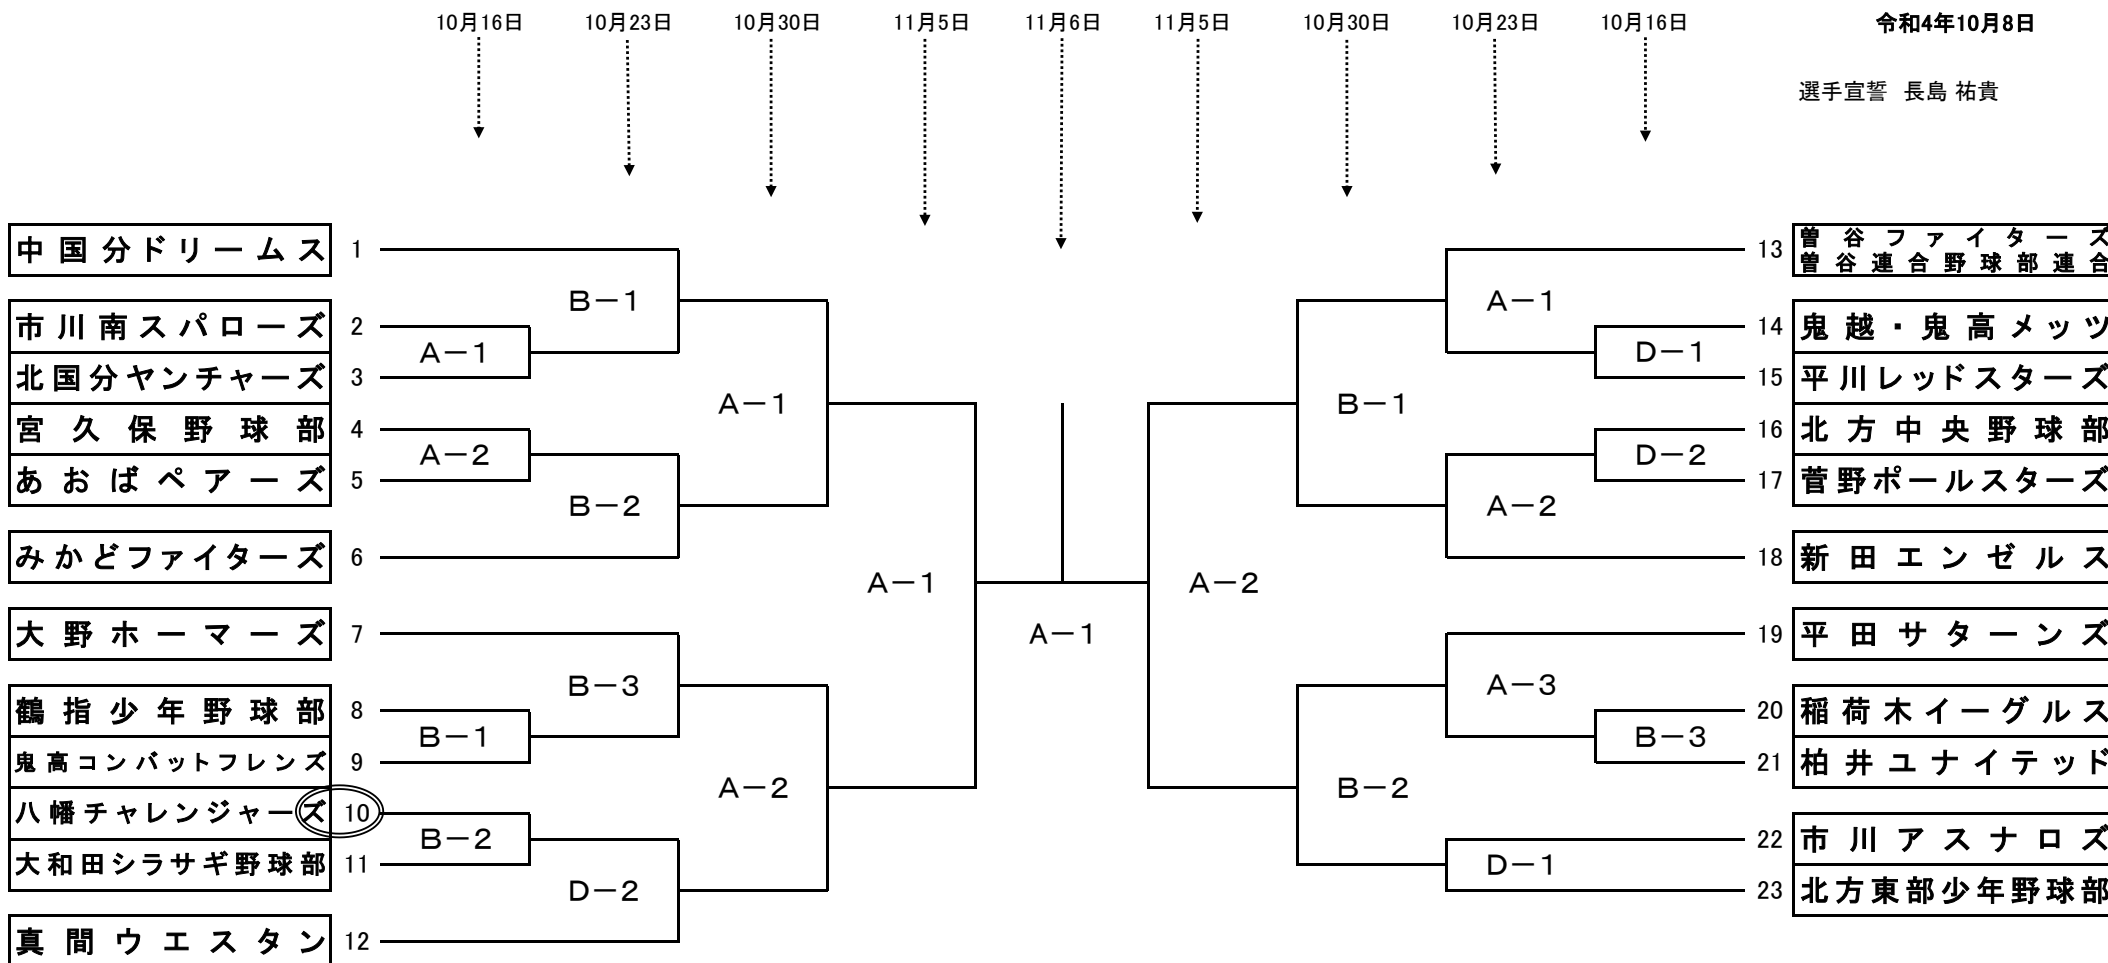 10月16日 10月23日 10月30日 11月5日 11月6日 11月5日 10月30日 10月23日 10月16日 令和4年10月8日
選手宣誓 長島 祐貴
中国分ドリームス 1
B－1
市川南スパローズ 2
A－1
北国分ヤンチャーズ 3
A－1
宮久保野球部 4
A－2
あおばペアーズ 5
B－2
みかどファイターズ 6
A－1
大野ホーマーズ 7
B－3
鶴指少年野球部 8
B－1
鬼高コンバットフレンズ 9
A－2
八幡チャレンジャーズ 10
B－2
大和田シラサギ野球部 11
D－2
真間ウエスタン 12
A－1
13 曽谷ファイターズ
曽谷連合野球部連合
A－1
14 鬼越・鬼高メッツ
D－1
15 平川レッドスターズ
B－1
16 北方中央野球部
D－2
17 菅野ポールスターズ
A－2
18 新田エンゼルス
A－2
19 平田サターンズ
A－3
20 稲荷木イーグルス
B－3
21 柏井ユナイテッド
B－2
22 市川アスナロズ
D－1
23 北方東部少年野球部